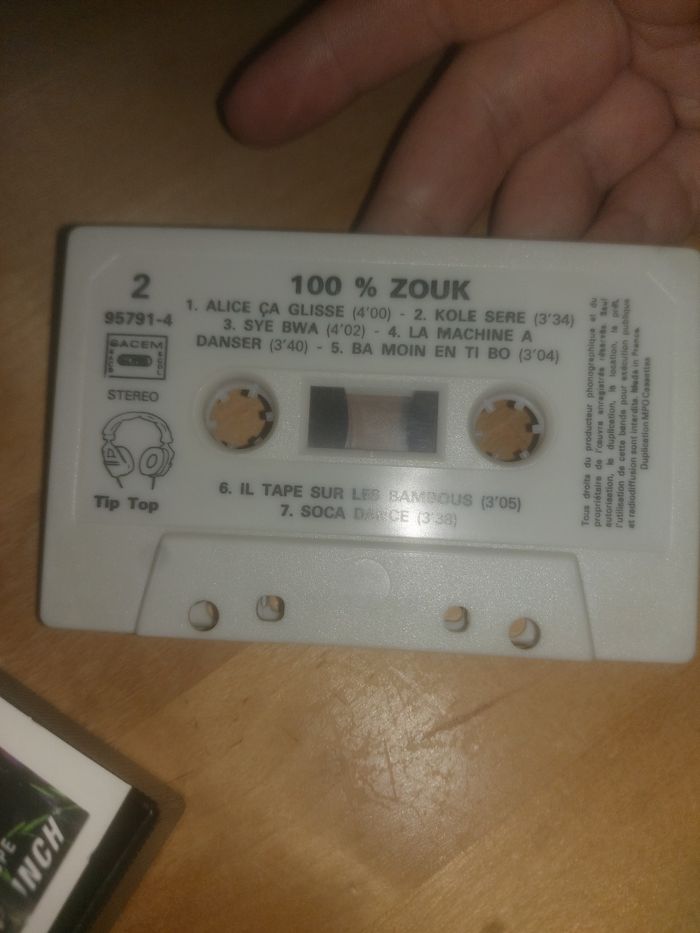 2
100 % ZOUK
95791-4
1. ALICE ÇA GLISSE (4'00) - 2. KOLE SERE (3'34)
3. SYE BWA (4'02) - 4. LA MACHINE A
DANSER (3'40) - 5. BA MOIN EN TI BO (3'04)
SACEM
STEREO
Tip Top
6. IL TAPE SUR LES BAMBOUS (3'05)
7. SOCA DANCE (3'38)
Tous droits du producteur phonographique et du
propriétaire de l'œuvre enregistrée réservés. Sauf
autorisation, la duplication, la location, le prêt,
l'utilisation de cette bande pour exécution publique
et radiodiffusion sont interdits. Made in France.
Duplication MPO Cassettes
INCH